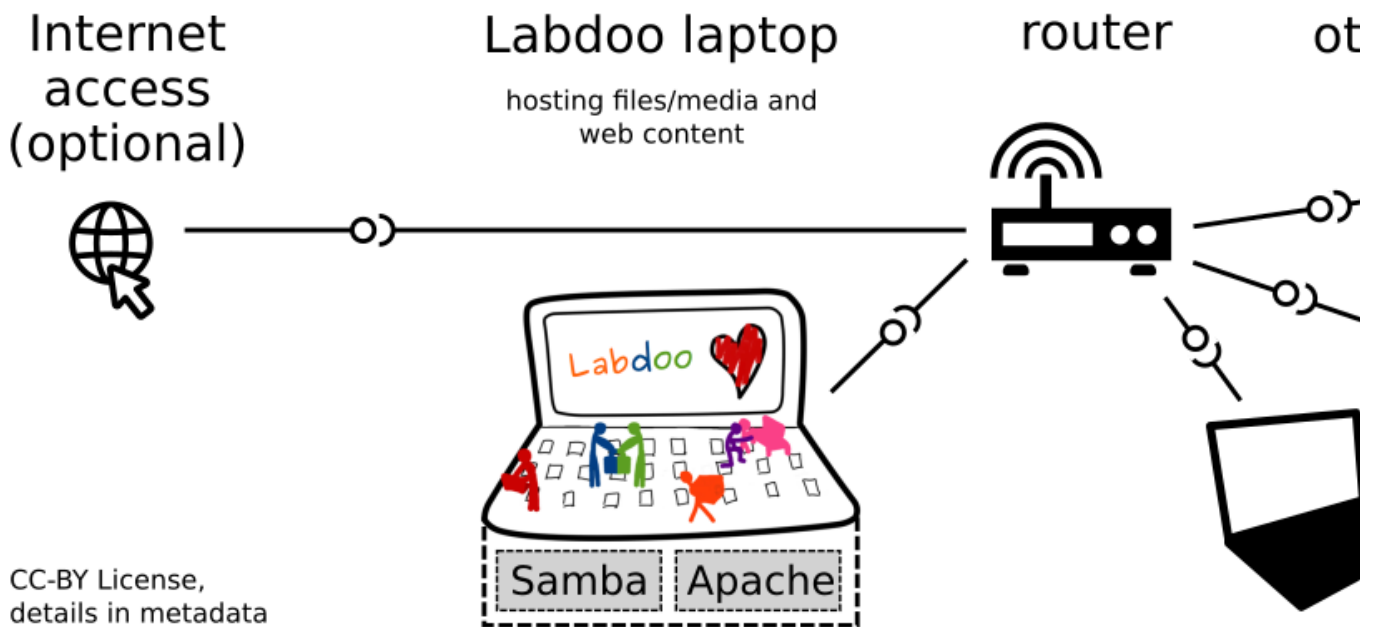 Internet
access
(optional)
Labdoo laptop
hosting files/media and
web content
router
ot
Labdoo
Samba
Apache
CC-BY License,
details in metadata